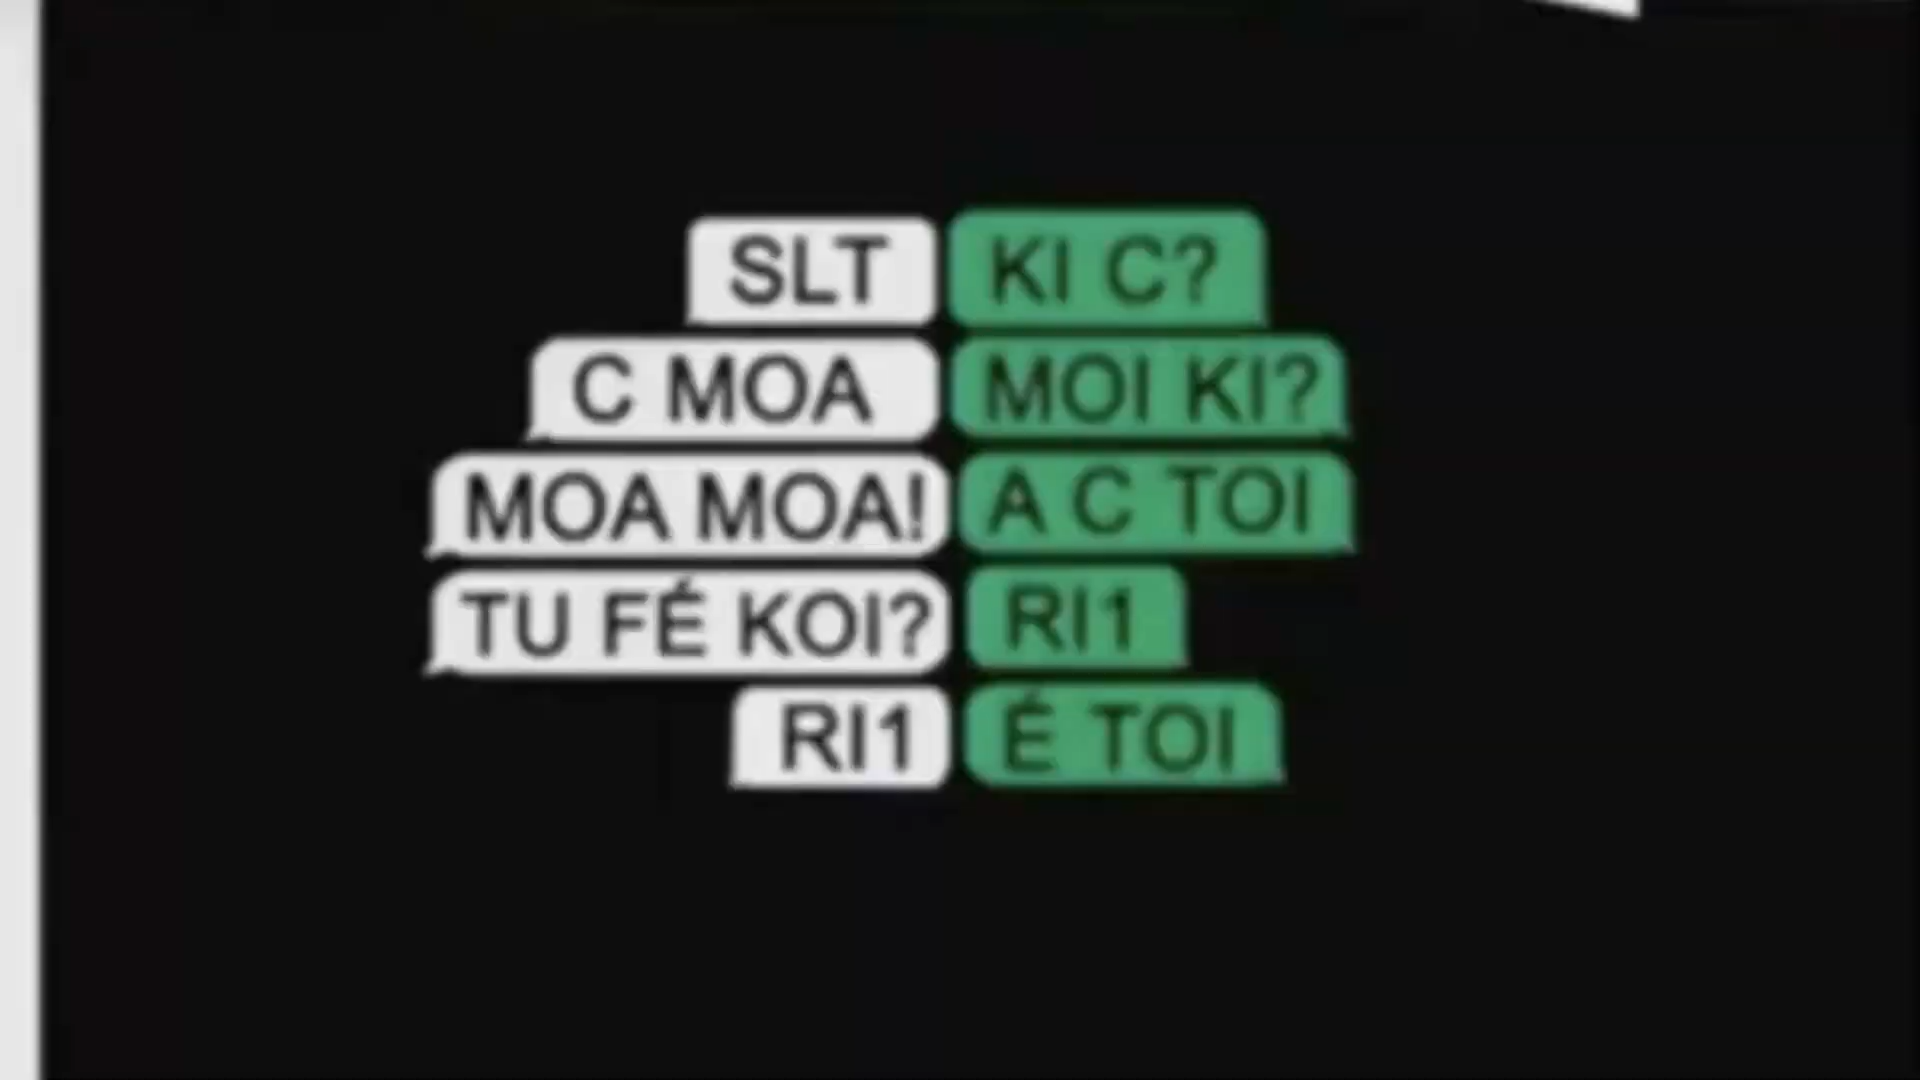 SLT KI C?
C MOA MOI KI?
MOA MOA! A C TOI
TU FÉ KOI? RI1
RI1 É TOI